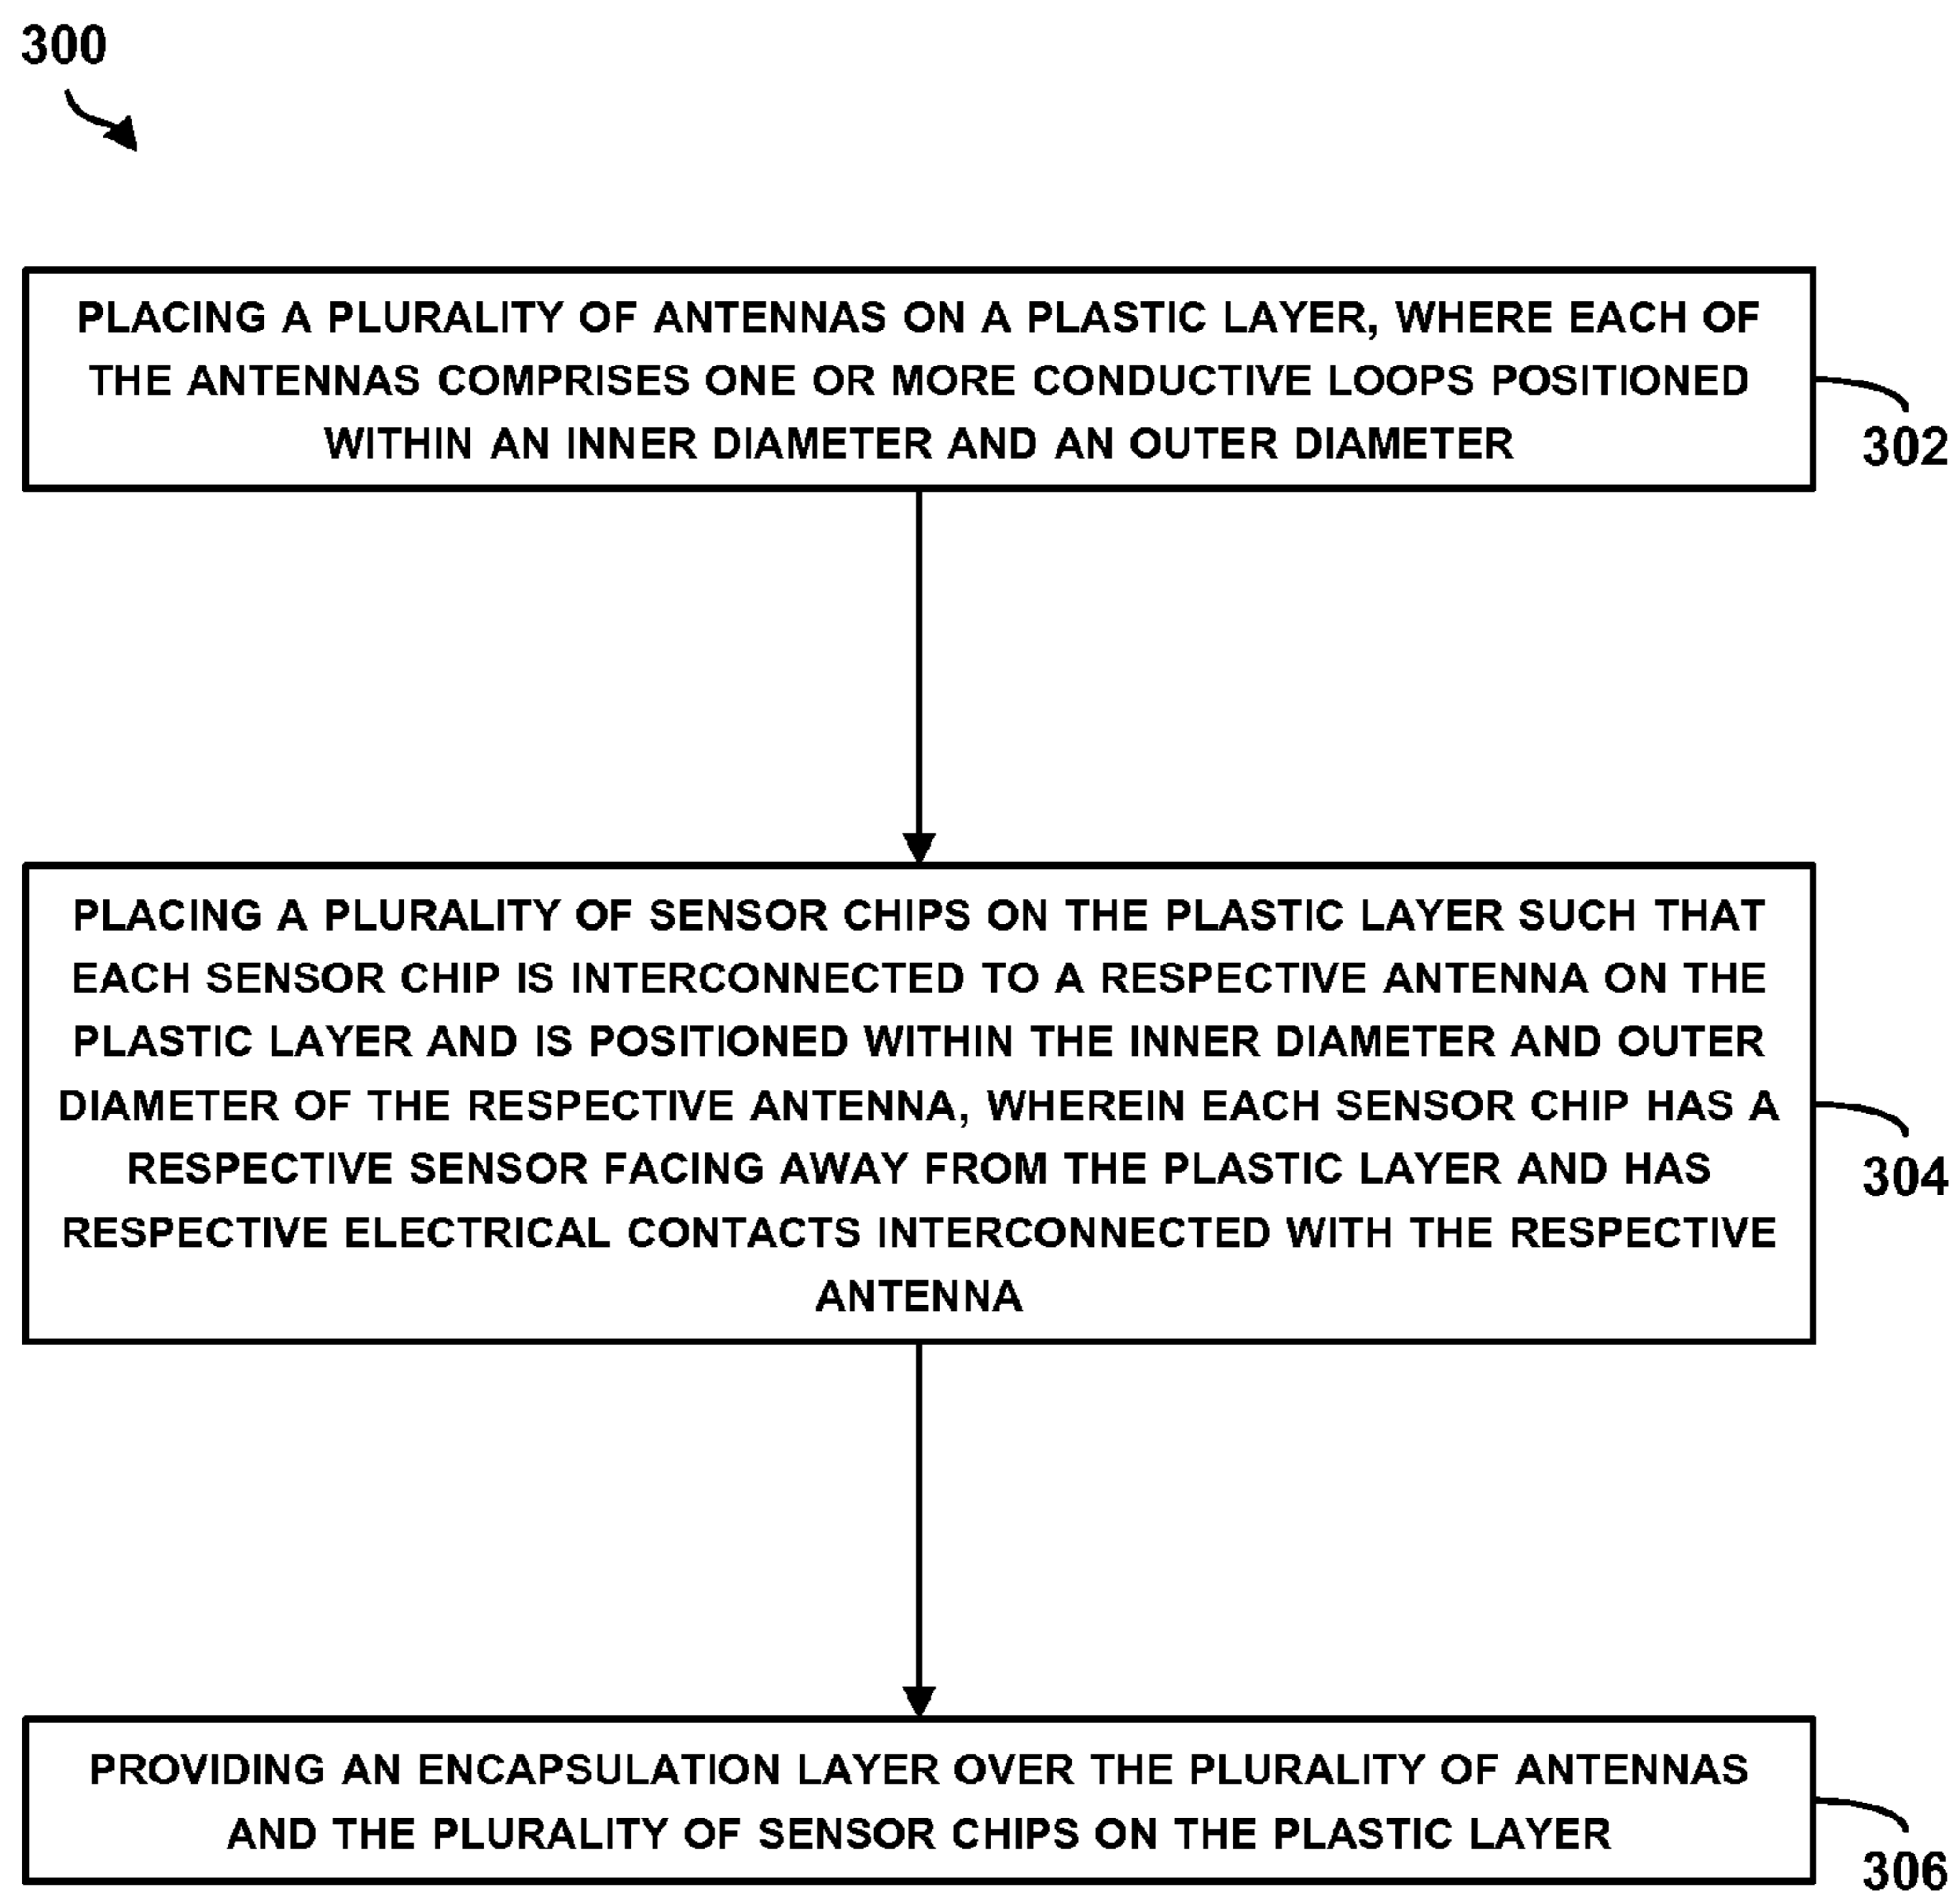 300
PLACING A PLURALITY OF ANTENNAS ON A PLASTIC LAYER, WHERE EACH OF
THE ANTENNAS COMPRISES ONE OR MORE CONDUCTIVE LOOPS POSITIONED
WITHIN AN INNER DIAMETER AND AN OUTER DIAMETER
302
PLACING A PLURALITY OF SENSOR CHIPS ON THE PLASTIC LAYER SUCH THAT
EACH SENSOR CHIP IS INTERCONNECTED TO A RESPECTIVE ANTENNA ON THE
PLASTIC LAYER AND IS POSITIONED WITHIN THE INNER DIAMETER AND OUTER
DIAMETER OF THE RESPECTIVE ANTENNA, WHEREIN EACH SENSOR CHIP HAS A
RESPECTIVE SENSOR FACING AWAY FROM THE PLASTIC LAYER AND HAS
RESPECTIVE ELECTRICAL CONTACTS INTERCONNECTED WITH THE RESPECTIVE
ANTENNA
304
PROVIDING AN ENCAPSULATION LAYER OVER THE PLURALITY OF ANTENNAS
AND THE PLURALITY OF SENSOR CHIPS ON THE PLASTIC LAYER
306